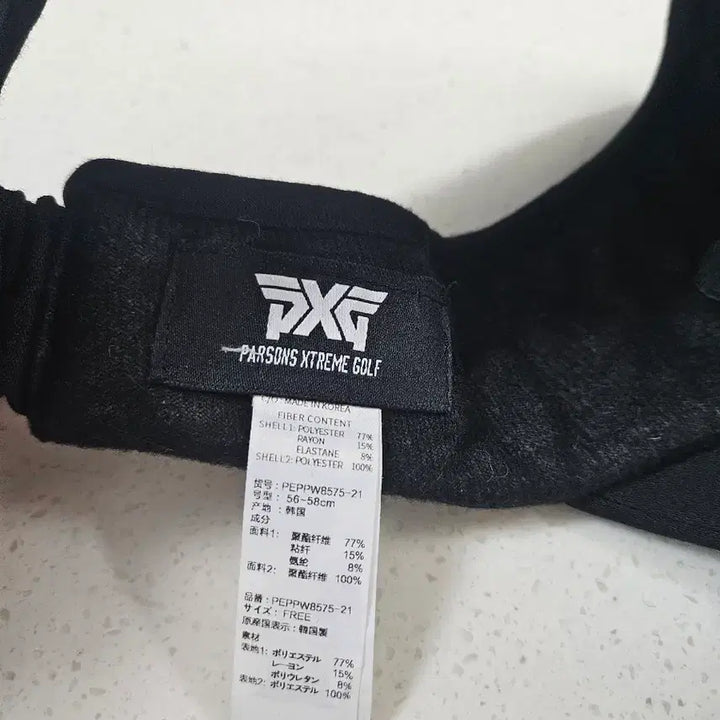 PXG
PARSONS XTREME GOLF
C/O MADE IN KOREA
FIBER CONTENT
SHELL1: POLYESTER 77%
RAYON 15%
ELASTANE 8%
SHELL2: POLYESTER 100%
货号: PEPPW8575-21
号型: 56~58cm
产地: 韩国
成分
面料1: 聚酯纤维 77%
粘纤 15%
氨纶 8%
面料2: 聚酯纤维 100%
品番: PEPPW8575-21
サイズ: FREE
原産国表示: 韓国製
素材
表地1: ポリエステル 77%
レーヨン 15%
ポリウレタン 8%
表地2: ポリエステル 100%